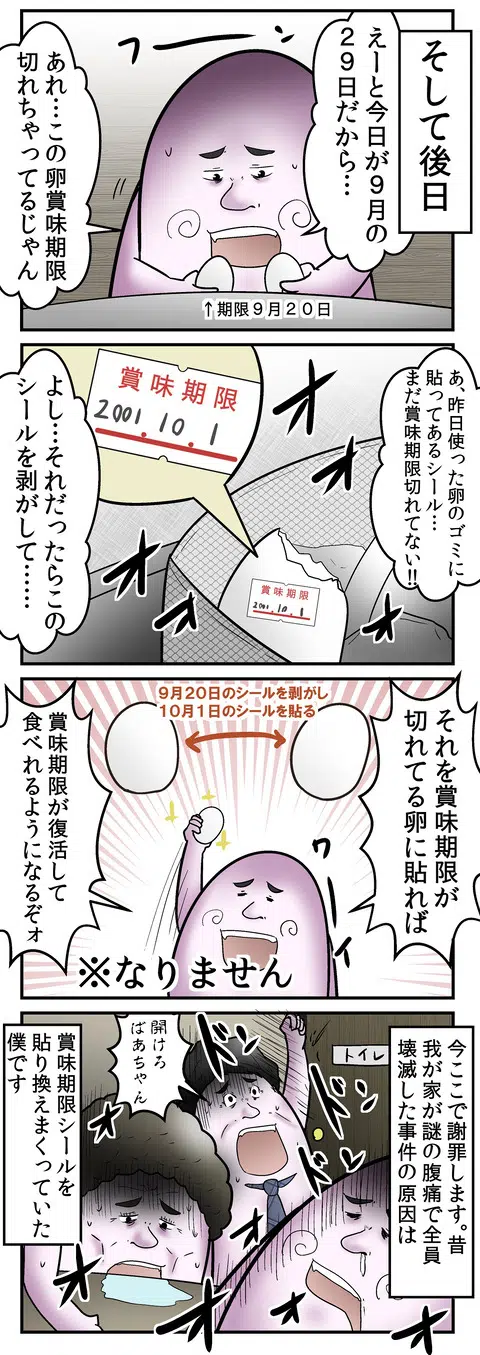 そして後日
えーと今日が９月の
２９日だから…
フーーン
あれ…この卵賞味期限
切れちゃってるじゃん
↑期限９月２０日
あ、昨日使った卵のゴミに
貼ってあるシール…
まだ賞味期限切れてない!!
賞味期限
2001.10.1
賞味期限
2001.10.1
よし…それだったらこの
シールを剥がして……
それを賞味期限が
切れてる卵に貼れば
9月20日のシールを剥がし
10月1日のシールを貼る
賞味期限が復活して
食べれるようになるぞォ
ワーイ
※なりません
今ここで謝罪します。昔
我が家が謎の腹痛で全員
壊滅した事件の原因は
トイレ
ドンドン
ドンドン
開けろ
ばあちゃん
賞味期限シールを
貼り換えまくっていた
僕です